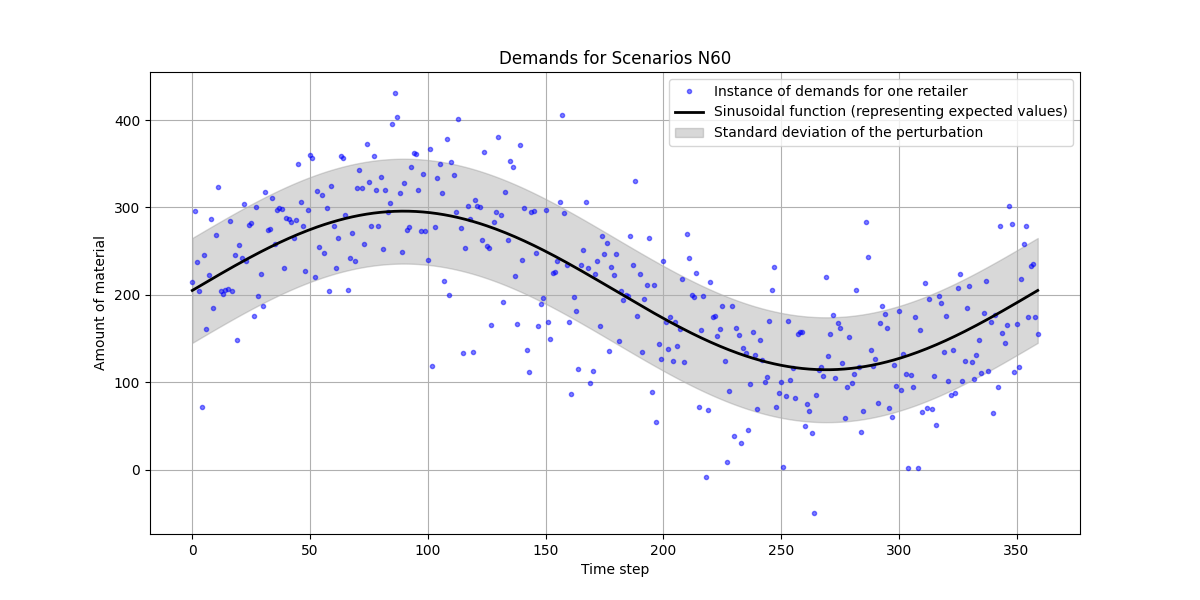 Demands for Scenarios N60
Instance of demands for one retailer
Sinusoidal function (representing expected values)
Standard deviation of the perturbation
Amount of material
400
300
200
100
0
0 50 100 150 200 250 300 350
Time step